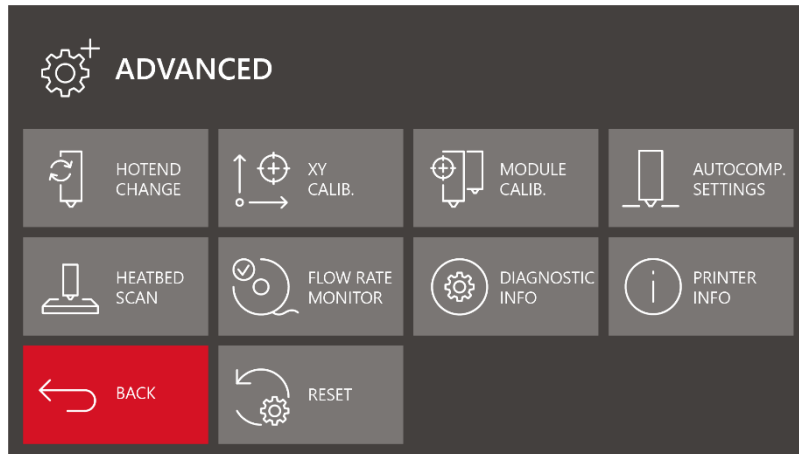 ADVANCED
HOTEND
CHANGE
XY
CALIB.
MODULE
CALIB.
AUTOCOMP.
SETTINGS
HEATBED
SCAN
FLOW RATE
MONITOR
DIAGNOSTIC
INFO
PRINTER
INFO
BACK
RESET